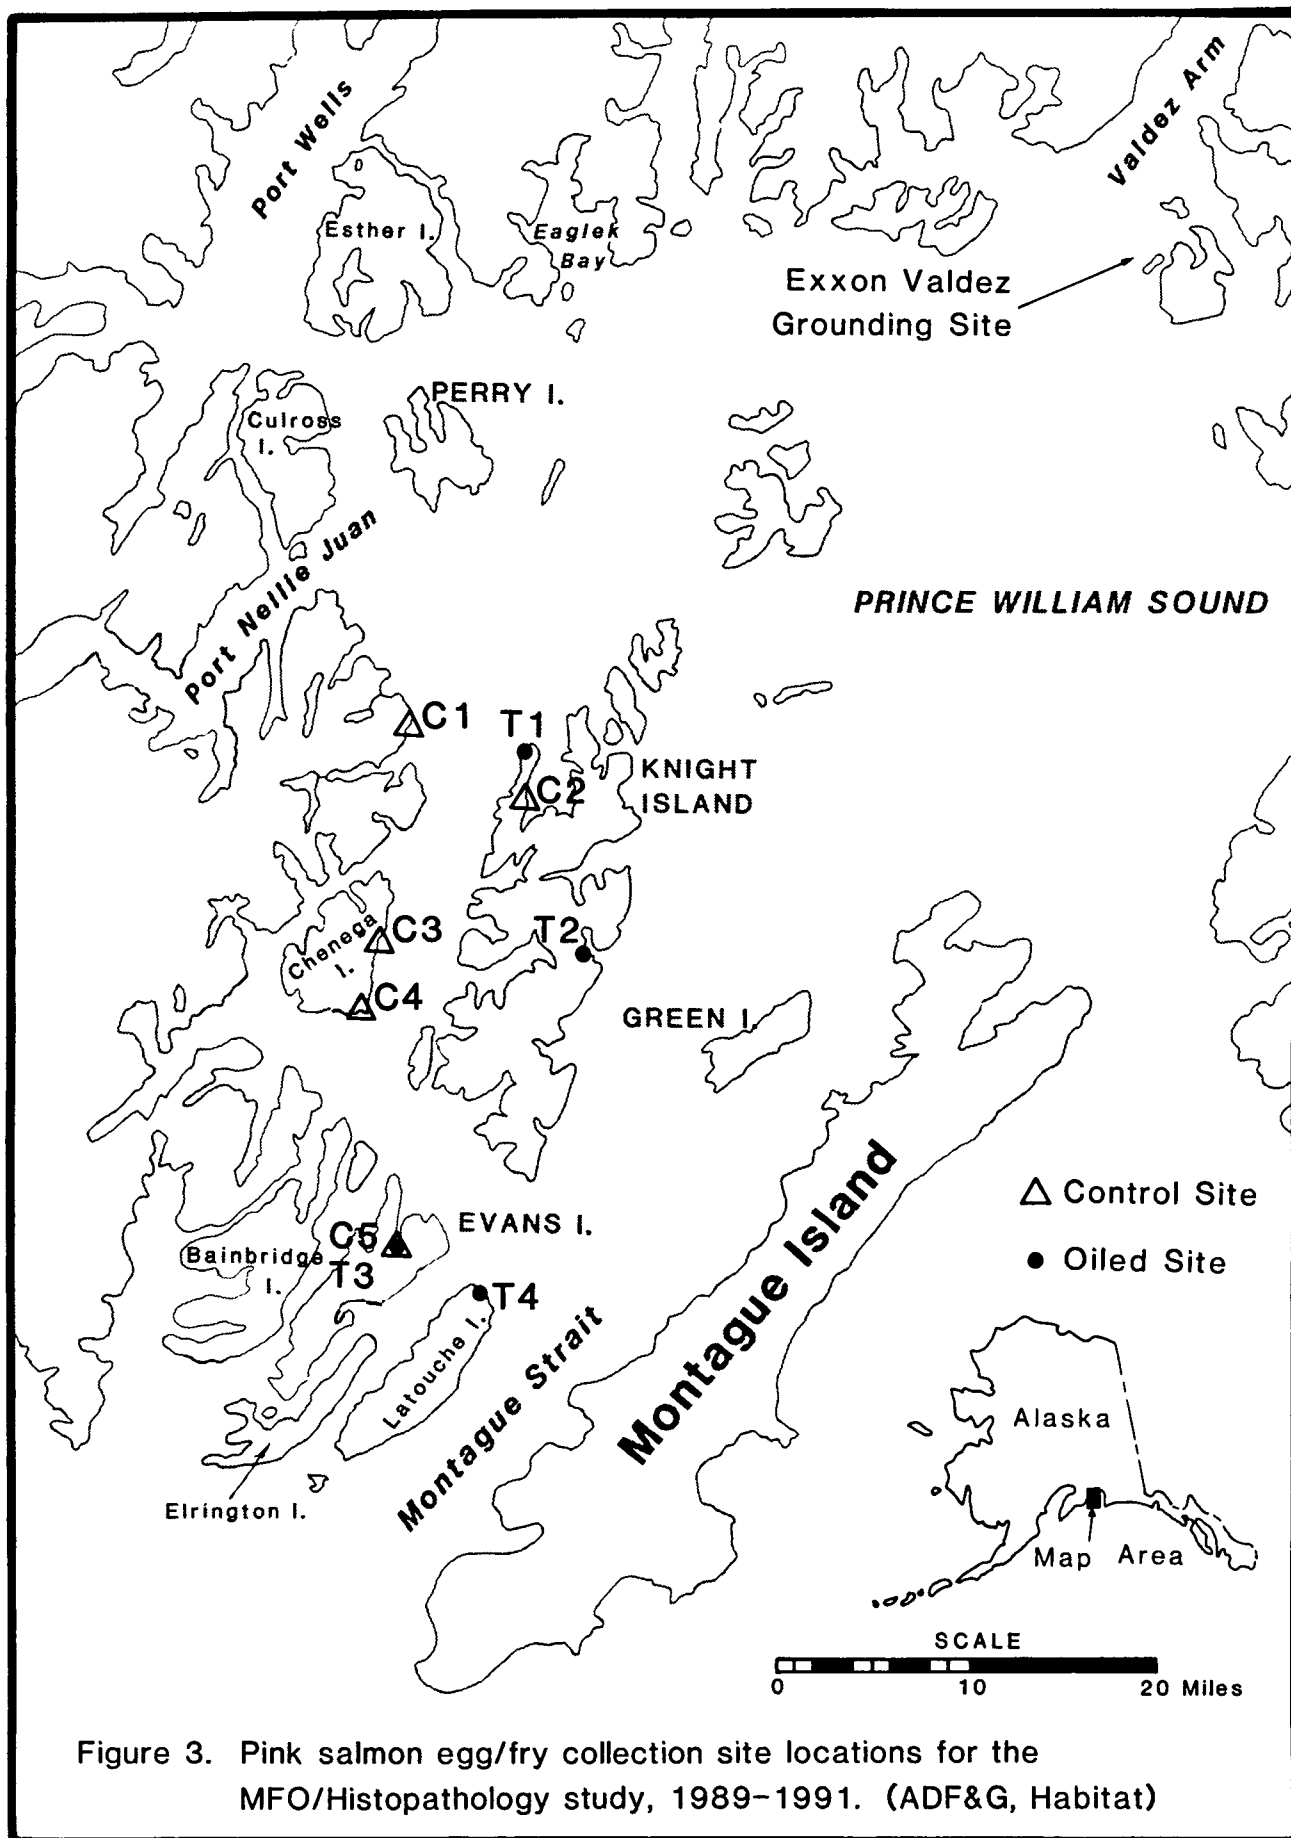 Port Wells
Valdez Arm
Esther I.
Eaglek
Bay
Exxon Valdez
Grounding Site
PERRY I.
Culross
I.
Port Nellie Juan
PRINCE WILLIAM SOUND
C1
T1
C2
KNIGHT
ISLAND
Chenega
I.
C3
T2
C4
GREEN I.
Montague Island
Control Site
Oiled Site
EVANS I.
C5
T3
Bainbridge
I.
T4
Latouche I.
Montague Strait
Elrington I.
Alaska
Map Area
SCALE
0 10 20 Miles
Figure 3. Pink salmon egg/fry collection site locations for the
MFO/Histopathology study, 1989-1991. (ADF&G, Habitat)